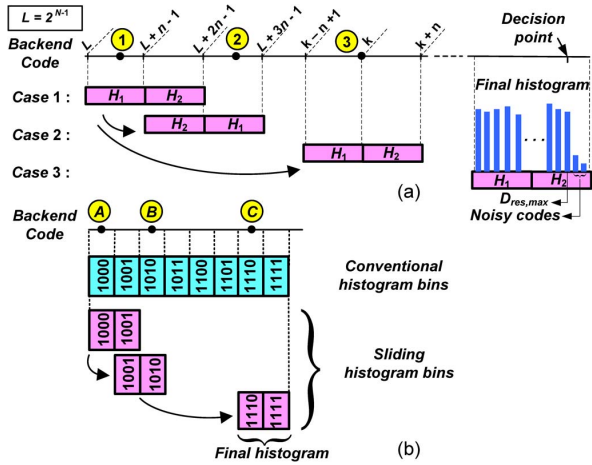 L = 2^{N-1}
Backend Code
L
L + n - 1
L + 2n - 1
L + 3n - 1
k - n + 1
k
k + n
1
2
3
Decision point
Case 1 :
H₁ H₂
Case 2 :
H₂ H₁
Case 3 :
H₁ H₂
(a)
Final histogram
...
H₁ H₂
D_{res,max}
Noisy codes
Backend Code
A
B
C
1000 1001 1010 1011 1100 1101 1110 1111
Conventional histogram bins
1000 1001
1001 1010
1110 1111
Sliding histogram bins
Final histogram
(b)